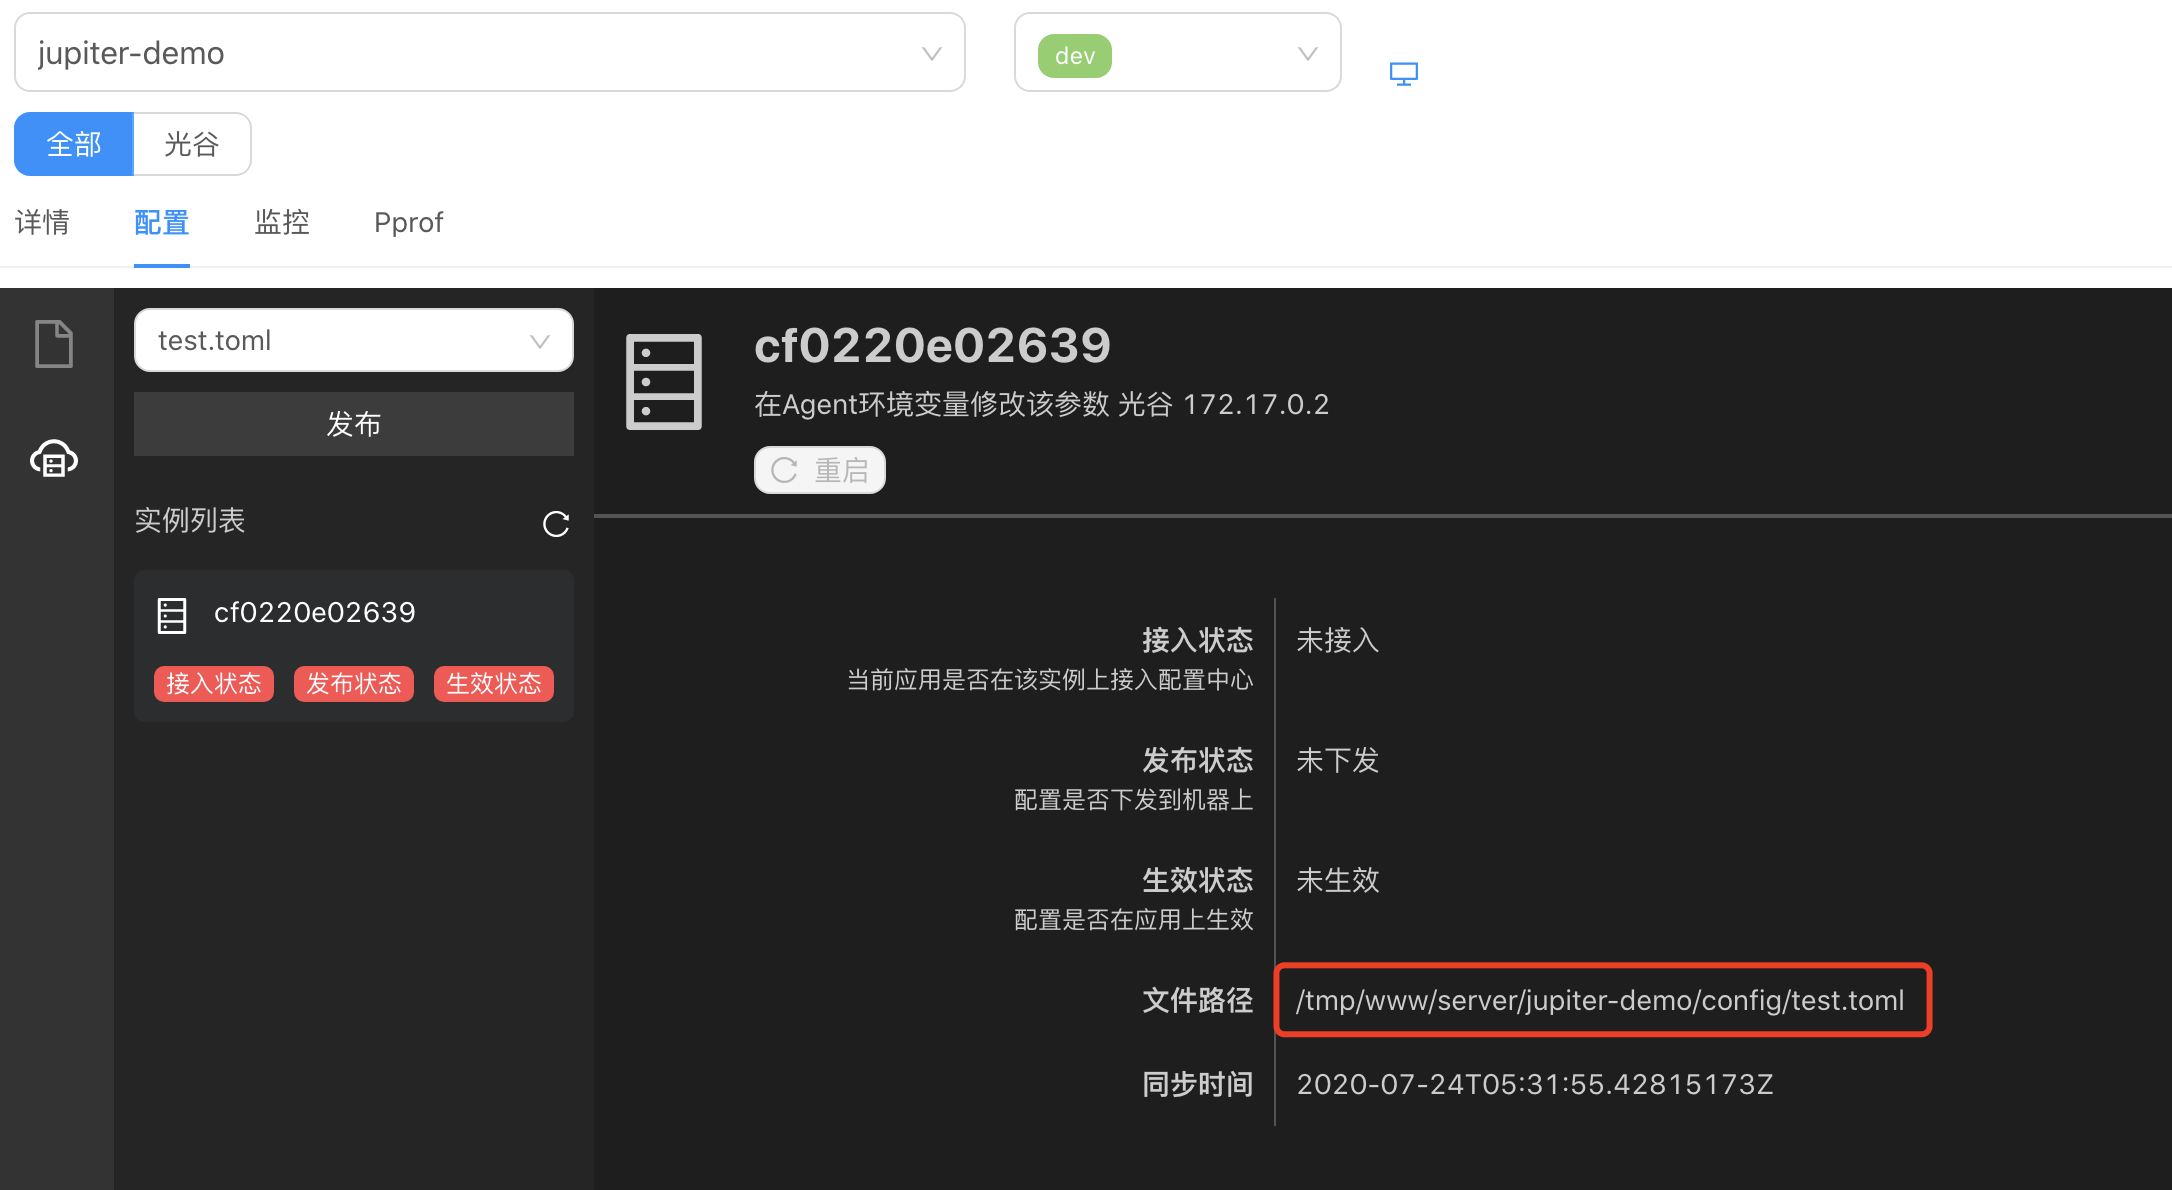 jupiter-demo
dev
全部
光谷
详情
配置
监控
Pprof
test.toml
发布
实例列表
cf0220e02639
接入状态
发布状态
生效状态
cf0220e02639
在Agent环境变量修改该参数 光谷 172.17.0.2
重启
接入状态
未接入
当前应用是否在该实例上接入配置中心
发布状态
未下发
配置是否下发到机器上
生效状态
未生效
配置是否在应用上生效
文件路径
/tmp/www/server/jupiter-demo/config/test.toml
同步时间
2020-07-24T05:31:55.42815173Z